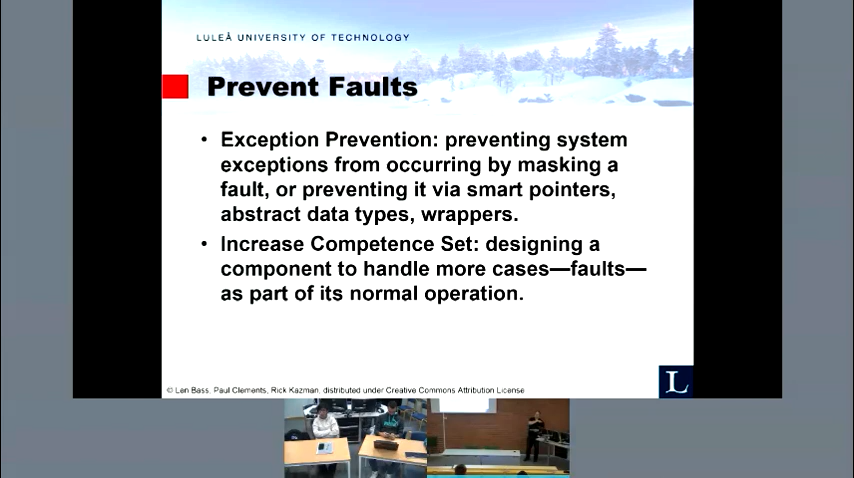 LULEÅ UNIVERSITY OF TECHNOLOGY
Prevent Faults
• Exception Prevention: preventing system
exceptions from occurring by masking a
fault, or preventing it via smart pointers,
abstract data types, wrappers.
• Increase Competence Set: designing a
component to handle more cases—faults—
as part of its normal operation.
© Len Bass, Paul Clements, Rick Kazman, distributed under Creative Commons Attribution License
L